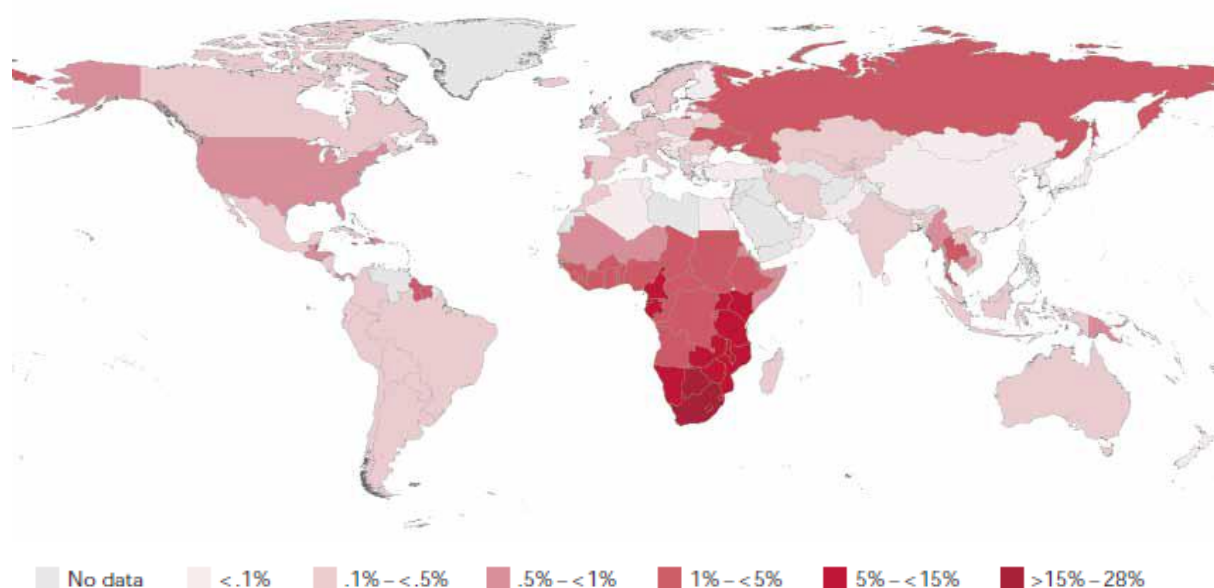 No data < .1% .1% – < .5% .5% – < 1% 1% – < 5% 5% – < 15% >15% – 28%